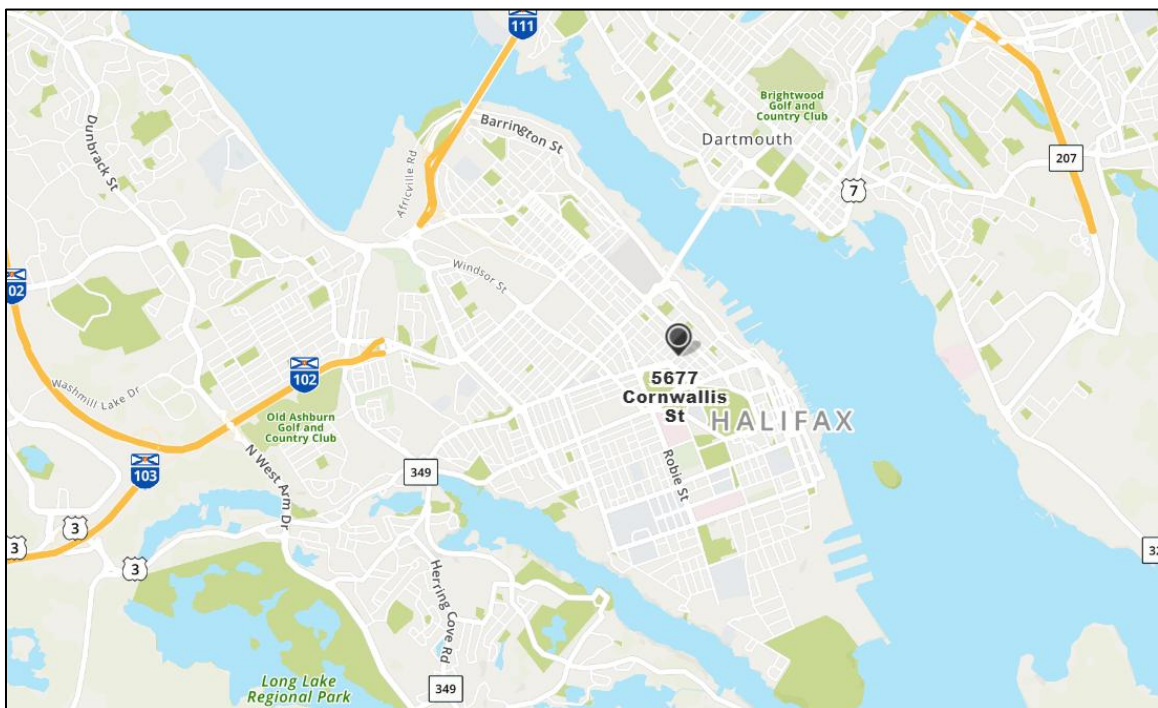 111
Barrington St
Brightwood
Golf and
Country Club
Dartmouth
Dunbrack St
Africville Rd
207
7
Windsor St
02
5677
Cornwallis
St
102
Washmill Lake Dr
Old Ashburn
Golf and
Country Club
HALIFAX
103
349
N West Arm Dr
Robie St
3
3
3
32
Herring Cove Rd
Long Lake
Regional Park
349